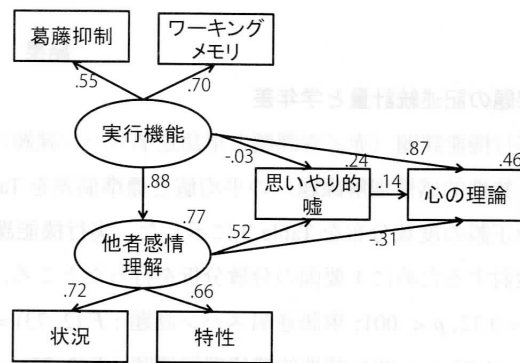 葛藤抑制
ワーキング
メモリ
.55
.70
実行機能
-.03
.87
.24
.46
.88
思いやり的
嘘
.14
心の理論
.77
他者感情
理解
.52
-.31
.72
.66
状況
特性